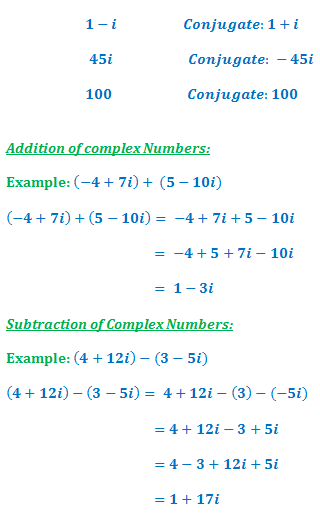 1 − i Conjugate: 1 + i
45i Conjugate: − 45i
100 Conjugate: 100
Addition of complex Numbers:
Example: (−4 + 7i) + (5 − 10i)
(−4 + 7i) + (5 − 10i) = −4 + 7i + 5 − 10i
= −4 + 5 + 7i − 10i
= 1 − 3i
Subtraction of Complex Numbers:
Example: (4 + 12i) − (3 − 5i)
(4 + 12i) − (3 − 5i) = 4 + 12i − (3) − (−5i)
= 4 + 12i − 3 + 5i
= 4 − 3 + 12i + 5i
= 1 + 17i